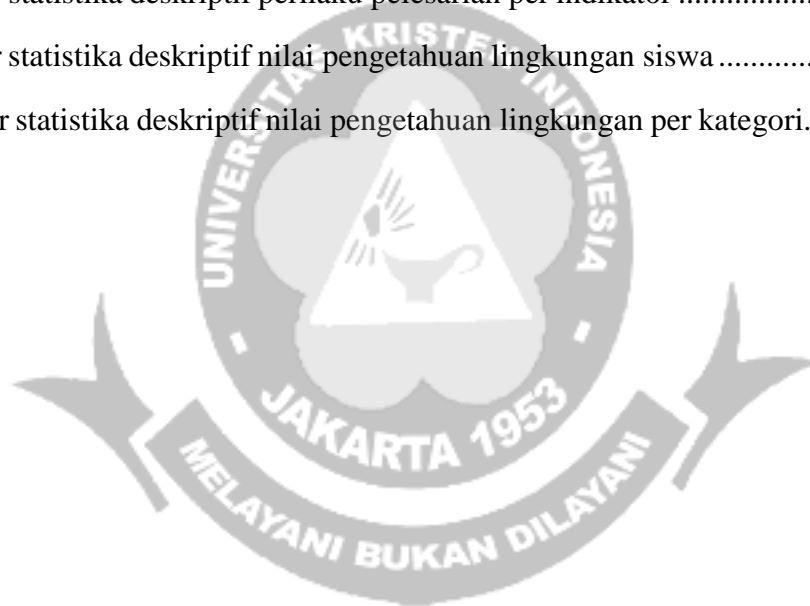 statistika deskriptif perilaku pelestarian per indikator ..................
r statistika deskriptif nilai pengetahuan lingkungan siswa ............
r statistika deskriptif nilai pengetahuan lingkungan per kategori.
UNIVERSITAS KRISTEN INDONESIA
JAKARTA 1953
MELAYANI BUKAN DILAYANI